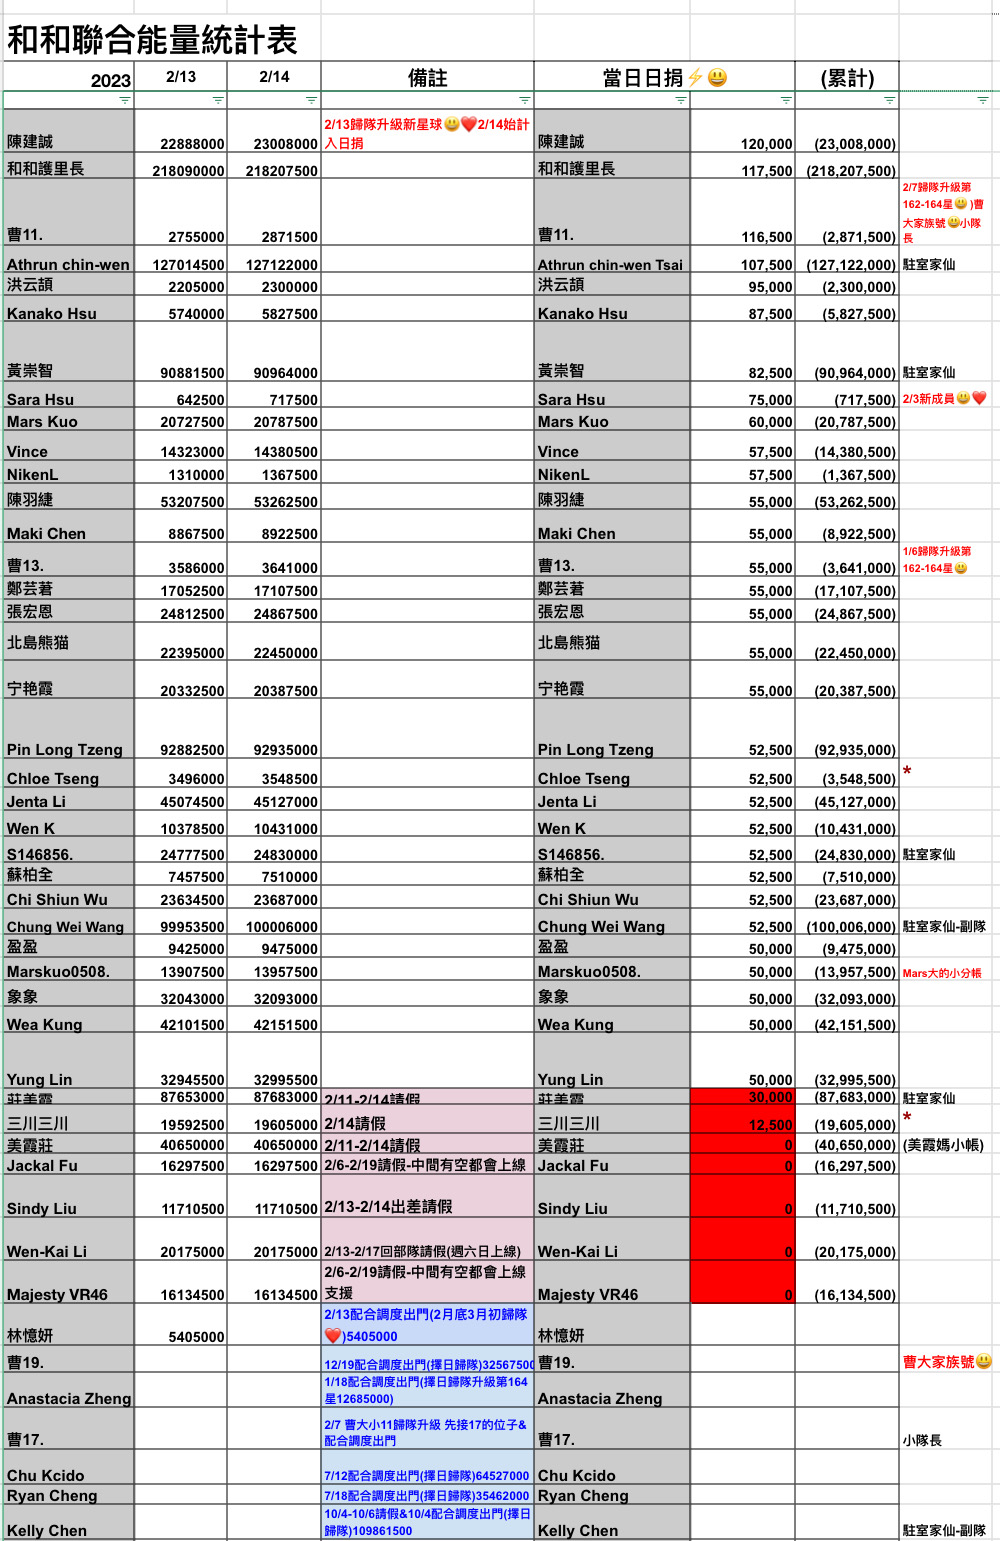 和和聯合能量統計表
2023 2/13 2/14 備註 當日日捐⚡😃 (累計)
陳建誠 22888000 23008000 2/13歸隊升級新星球😃❤️2/14始計入日捐 陳建誠 120,000 (23,008,000)
和和護里長 218090000 218207500 和和護里長 117,500 (218,207,500)
曹11. 2755000 2871500 曹11. 116,500 (2,871,500) 2/7歸隊升級第162-164星😃)曹大家族號😃小隊長
Athrun chin-wen 127014500 127122000 Athrun chin-wen Tsai 107,500 (127,122,000) 駐室家仙
洪云頡 2205000 2300000 洪云頡 95,000 (2,300,000)
Kanako Hsu 5740000 5827500 Kanako Hsu 87,500 (5,827,500)
黃崇智 90881500 90964000 黃崇智 82,500 (90,964,000) 駐室家仙
Sara Hsu 642500 717500 Sara Hsu 75,000 (717,500) 2/3新成員😃❤️
Mars Kuo 20727500 20787500 Mars Kuo 60,000 (20,787,500)
Vince 14323000 14380500 Vince 57,500 (14,380,500)
NikenL 1310000 1367500 NikenL 57,500 (1,367,500)
陳羽緁 53207500 53262500 陳羽緁 55,000 (53,262,500)
Maki Chen 8867500 8922500 Maki Chen 55,000 (8,922,500)
曹13. 3586000 3641000 曹13. 55,000 (3,641,000) 1/6歸隊升級第162-164星😃
鄭芸著 17052500 17107500 鄭芸著 55,000 (17,107,500)
張宏恩 24812500 24867500 張宏恩 55,000 (24,867,500)
北島熊猫 22395000 22450000 北島熊猫 55,000 (22,450,000)
宁艳霞 20332500 20387500 宁艳霞 55,000 (20,387,500)
Pin Long Tzeng 92882500 92935000 Pin Long Tzeng 52,500 (92,935,000)
Chloe Tseng 3496000 3548500 Chloe Tseng 52,500 (3,548,500) *
Jenta Li 45074500 45127000 Jenta Li 52,500 (45,127,000)
Wen K 10378500 10431000 Wen K 52,500 (10,431,000)
S146856. 24777500 24830000 S146856. 52,500 (24,830,000) 駐室家仙
蘇柏全 7457500 7510000 蘇柏全 52,500 (7,510,000)
Chi Shiun Wu 23634500 23687000 Chi Shiun Wu 52,500 (23,687,000)
Chung Wei Wang 99953500 100006000 Chung Wei Wang 52,500 (100,006,000) 駐室家仙-副隊
盈盈 9425000 9475000 盈盈 50,000 (9,475,000)
Marskuo0508. 13907500 13957500 Marskuo0508. 50,000 (13,957,500) Mars大的小分帳
象象 32043000 32093000 象象 50,000 (32,093,000)
Wea Kung 42101500 42151500 Wea Kung 50,000 (42,151,500)
Yung Lin 32945500 32995500 Yung Lin 50,000 (32,995,500)
莊美霞 87653000 87683000 2/11-2/14請假 莊美霞 30,000 (87,683,000) 駐室家仙
三川三川 19592500 19605000 2/14請假 三川三川 12,500 (19,605,000) *
美霞莊 40650000 40650000 2/11-2/14請假 美霞莊 0 (40,650,000) (美霞媽小帳)
Jackal Fu 16297500 16297500 2/6-2/19請假-中間有空都會上線 Jackal Fu 0 (16,297,500)
Sindy Liu 11710500 11710500 2/13-2/14出差請假 Sindy Liu 0 (11,710,500)
Wen-Kai Li 20175000 20175000 2/13-2/17回部隊請假(週六日上線) Wen-Kai Li 0 (20,175,000)
Majesty VR46 16134500 16134500 2/6-2/19請假-中間有空都會上線支援 Majesty VR46 0 (16,134,500)
林憶妍 5405000 2/13配合調度出門(2月底3月初歸隊❤️)5405000 林憶妍
曹19. 12/19配合調度出門(擇日歸隊)32567500 曹19. 曹大家族號😃
Anastacia Zheng 1/18配合調度出門(擇日歸隊升級第164星12685000) Anastacia Zheng
曹17. 2/7 曹大小11歸隊升級 先接17的位子&配合調度出門 曹17. 小隊長
Chu Kcido 7/12配合調度出門(擇日歸隊)64527000 Chu Kcido
Ryan Cheng 7/18配合調度出門(擇日歸隊)35462000 Ryan Cheng
Kelly Chen 10/4-10/6請假&10/4配合調度出門(擇日歸隊)109861500 Kelly Chen 駐室家仙-副隊